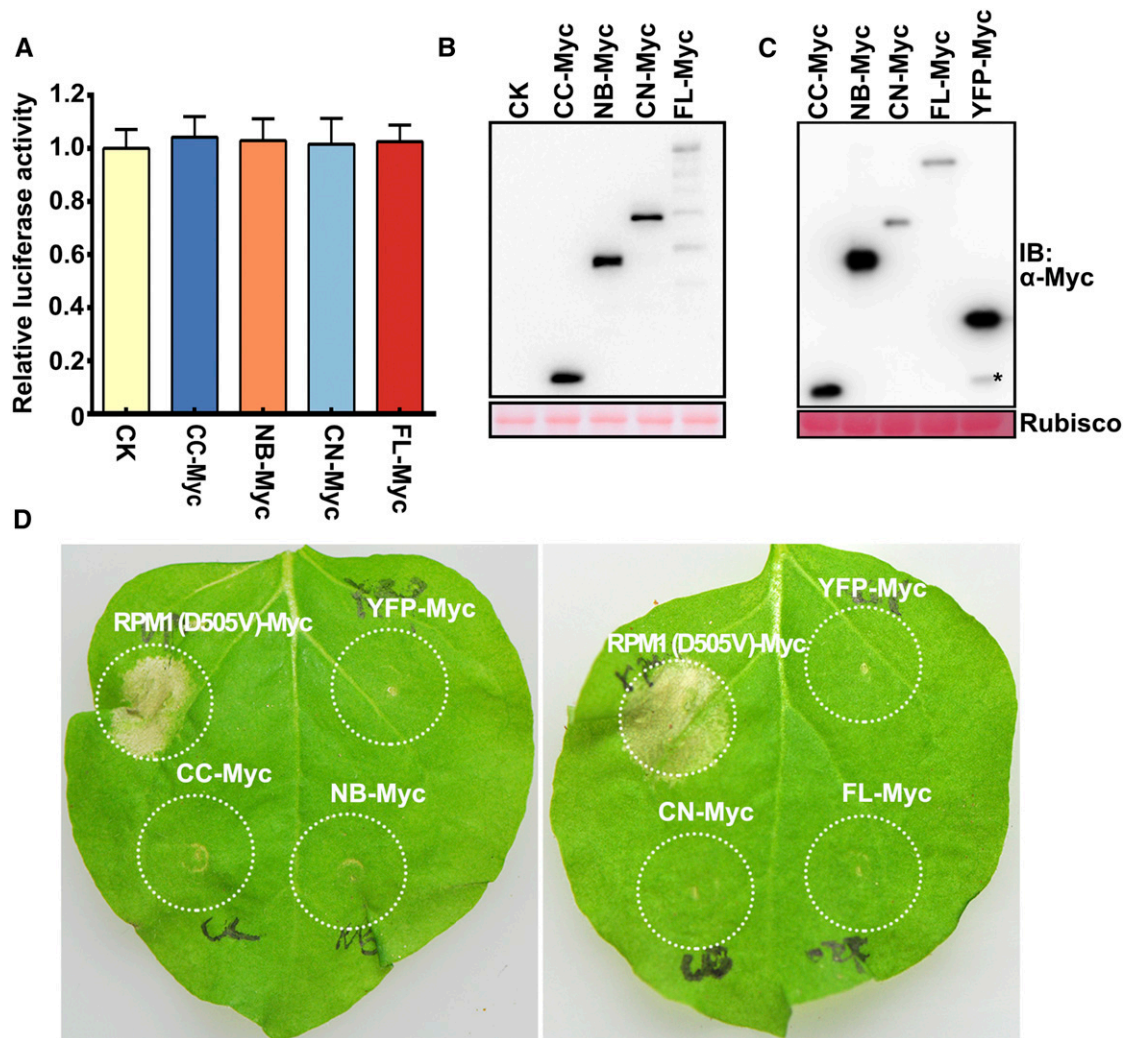 A
Relative luciferase activity
1.2
1.0
0.8
0.6
0.4
0.2
0
CK
CC-Myc
NB-Myc
CN-Myc
FL-Myc
B
CK
CC-Myc
NB-Myc
CN-Myc
FL-Myc
C
CC-Myc
NB-Myc
CN-Myc
FL-Myc
YFP-Myc
IB:
α-Myc
*
Rubisco
D
RPM1(D505V)-Myc
YFP-Myc
CC-Myc
NB-Myc
RPM1(D505V)-Myc
YFP-Myc
CN-Myc
FL-Myc